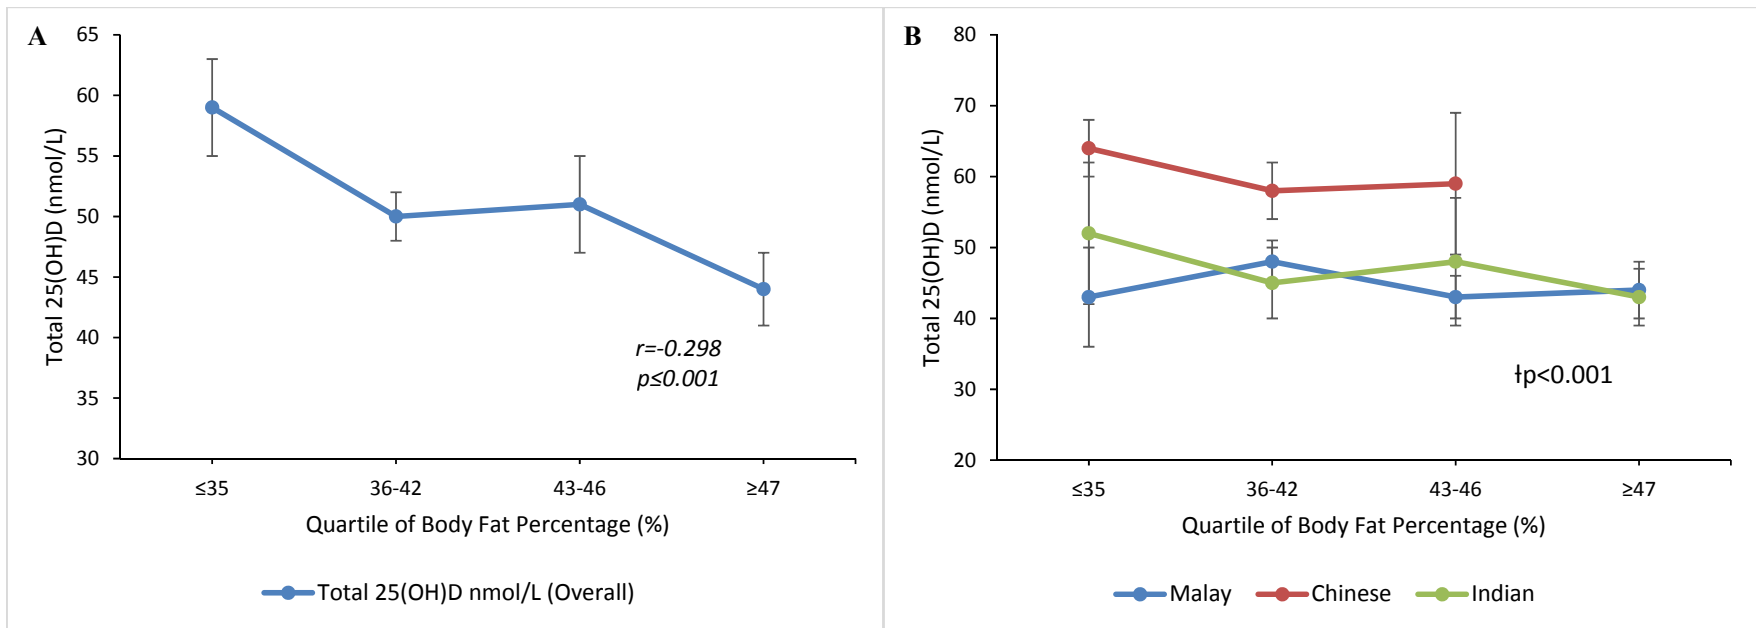 A
65
60
55
50
45
40
35
30
Total 25(OH)D (nmol/L)
r=-0.298
p≤0.001
≤35 36-42 43-46 ≥47
Quartile of Body Fat Percentage (%)
Total 25(OH)D nmol/L (Overall)
B
80
70
60
50
40
30
20
Total 25(OH)D (nmol/L)
ƚp<0.001
≤35 36-42 43-46 ≥47
Quartile of Body Fat Percentage (%)
Malay Chinese Indian